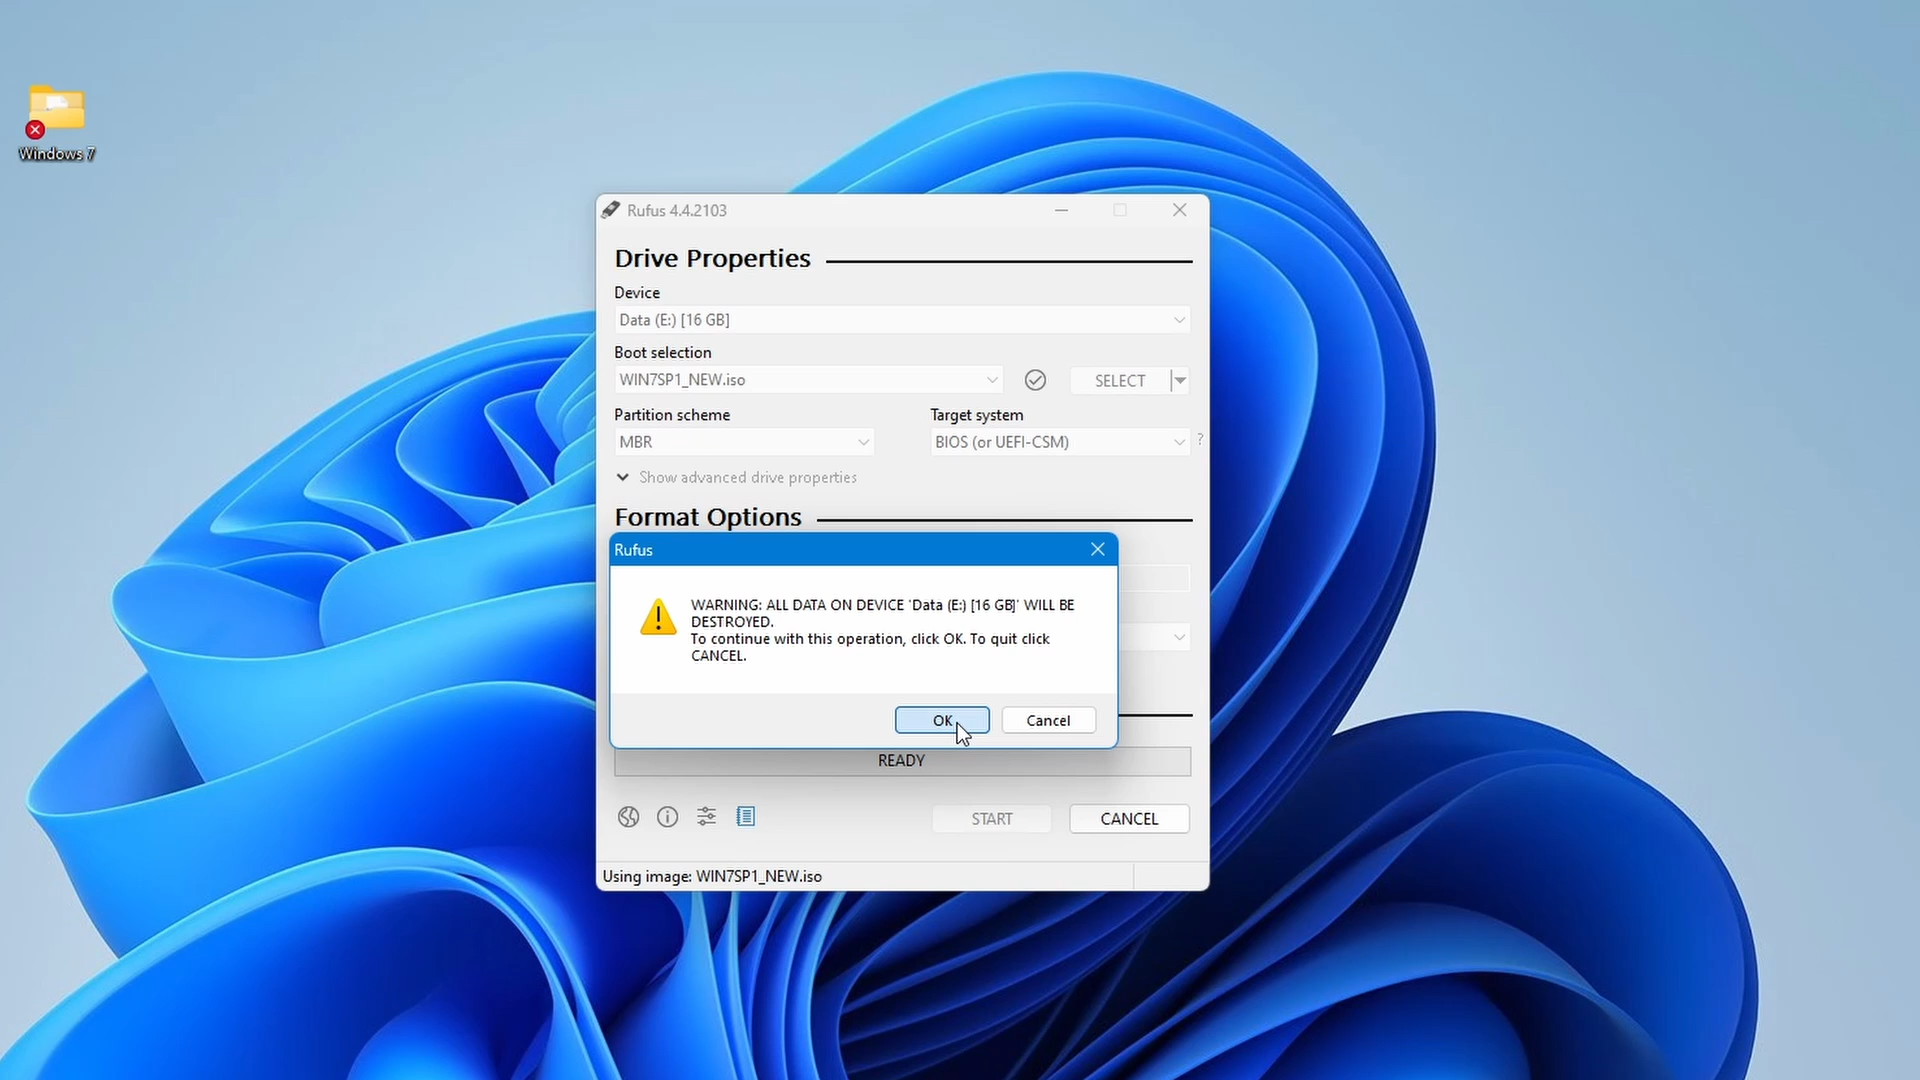 Windows 7
Rufus 4.4.2103
Drive Properties
Device
Data (E:) [16 GB]
Boot selection
WIN7SP1_NEW.iso
SELECT
Partition scheme
Target system
MBR
BIOS (or UEFI-CSM)
?
Show advanced drive properties
Format Options
Rufus
WARNING: ALL DATA ON DEVICE 'Data (E:) [16 GB]' WILL BE
DESTROYED.
To continue with this operation, click OK. To quit click
CANCEL.
OK
Cancel
READY
START
CANCEL
Using image: WIN7SP1_NEW.iso